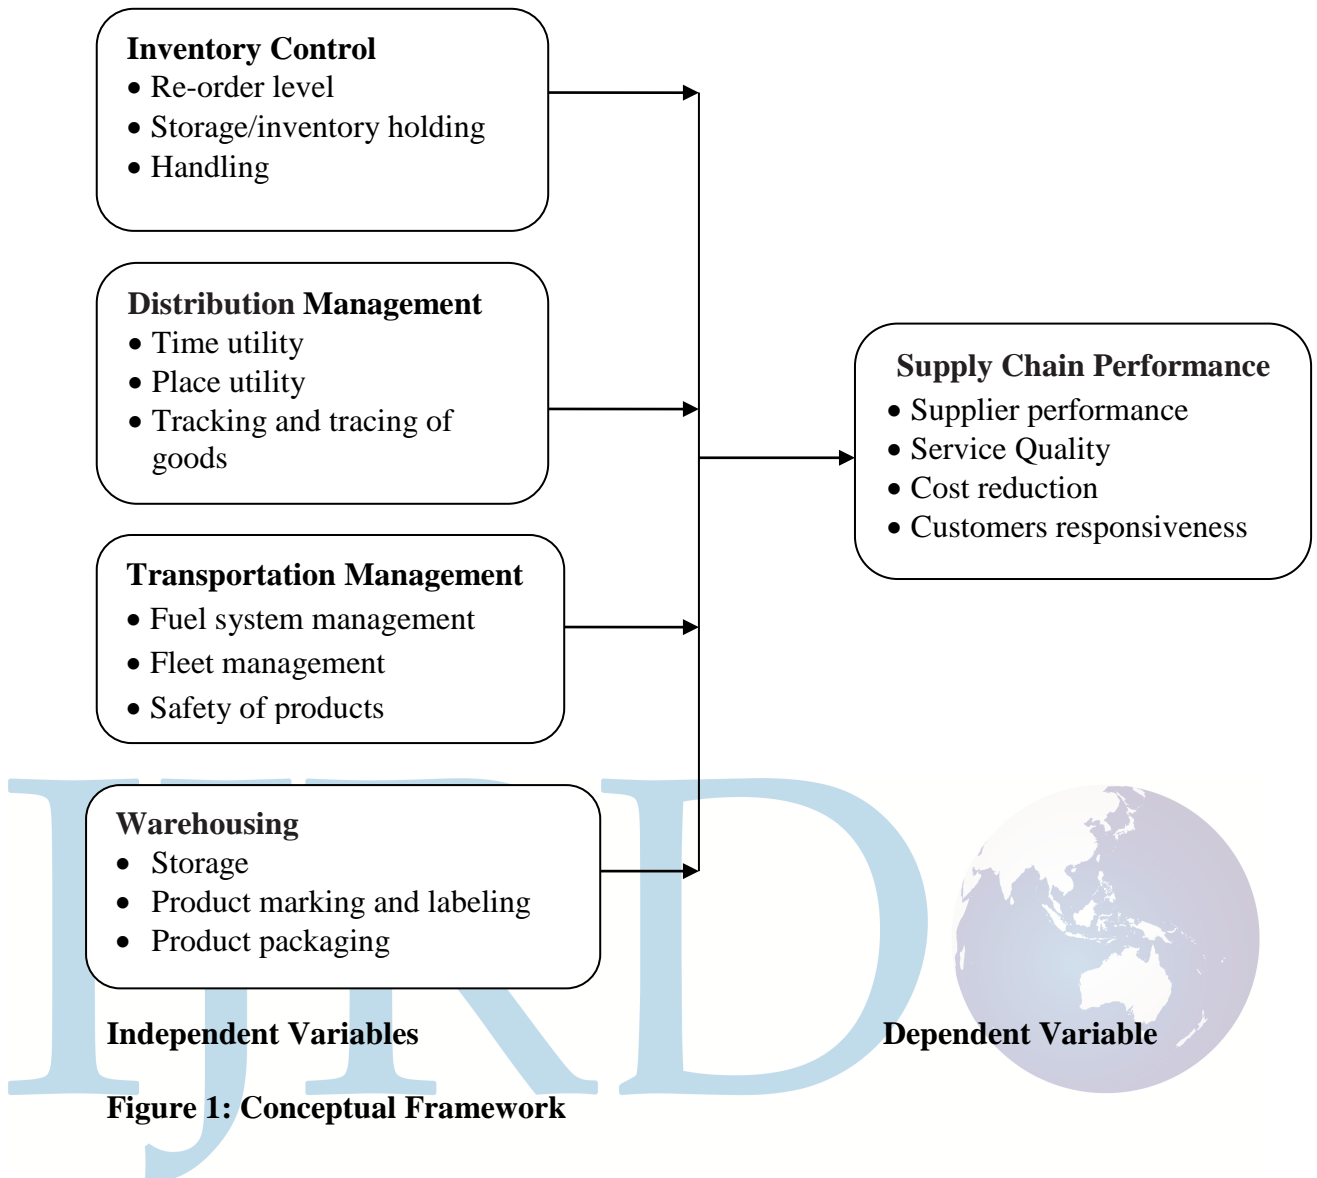 Inventory Control
• Re-order level
• Storage/inventory holding
• Handling
Distribution Management
• Time utility
• Place utility
• Tracking and tracing of
goods
Transportation Management
• Fuel system management
• Fleet management
• Safety of products
Warehousing
• Storage
• Product marking and labeling
• Product packaging
Supply Chain Performance
• Supplier performance
• Service Quality
• Cost reduction
• Customers responsiveness
IJRD
Independent Variables
Dependent Variable
Figure 1: Conceptual Framework